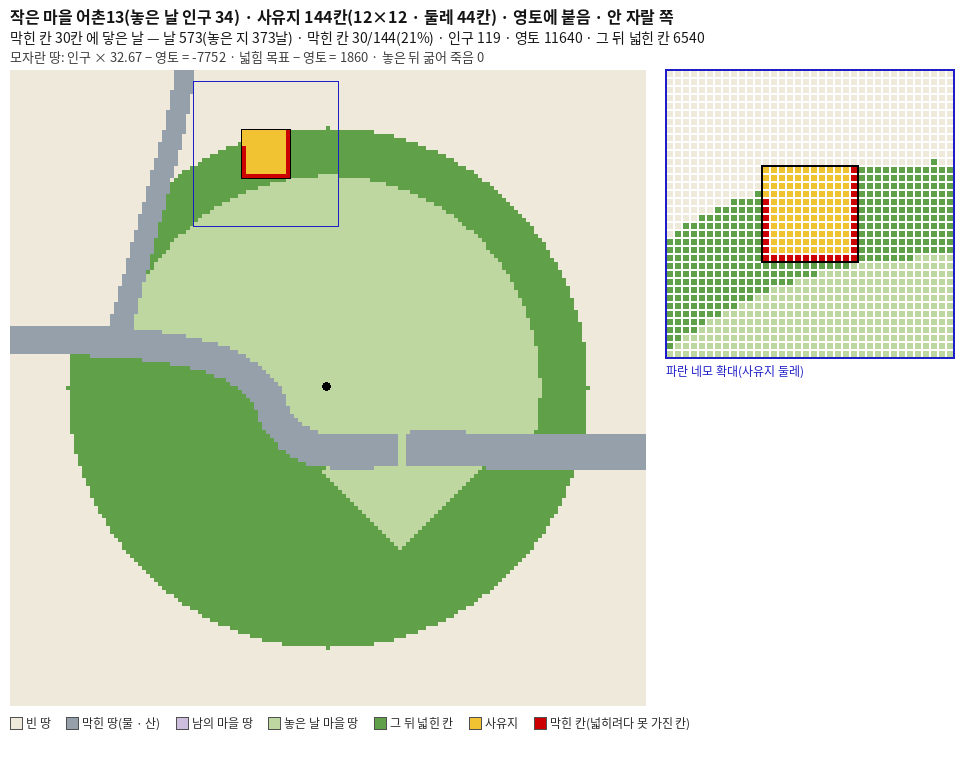 작은 마을 어촌13(놓은 날 인구 34) · 사유지 144칸(12×12 · 둘레 44칸) · 영토에 붙음 · 안 자랄 쪽
막힌 칸 30칸 에 닿은 날 — 날 573(놓은 지 373날) · 막힌 칸 30/144(21%) · 인구 119 · 영토 11640 · 그 뒤 넓힌 칸 6540
모자란 땅: 인구 × 32.67 − 영토 = -7752 · 넓힘 목표 − 영토 = 1860 · 놓은 뒤 굶어 죽음 0
파란 네모 확대(사유지 둘레)
빈 땅 막힌 땅(물 · 산) 남의 마을 땅 놓은 날 마을 땅 그 뒤 넓힌 칸 사유지 막힌 칸(넓히려다 못 가진 칸)